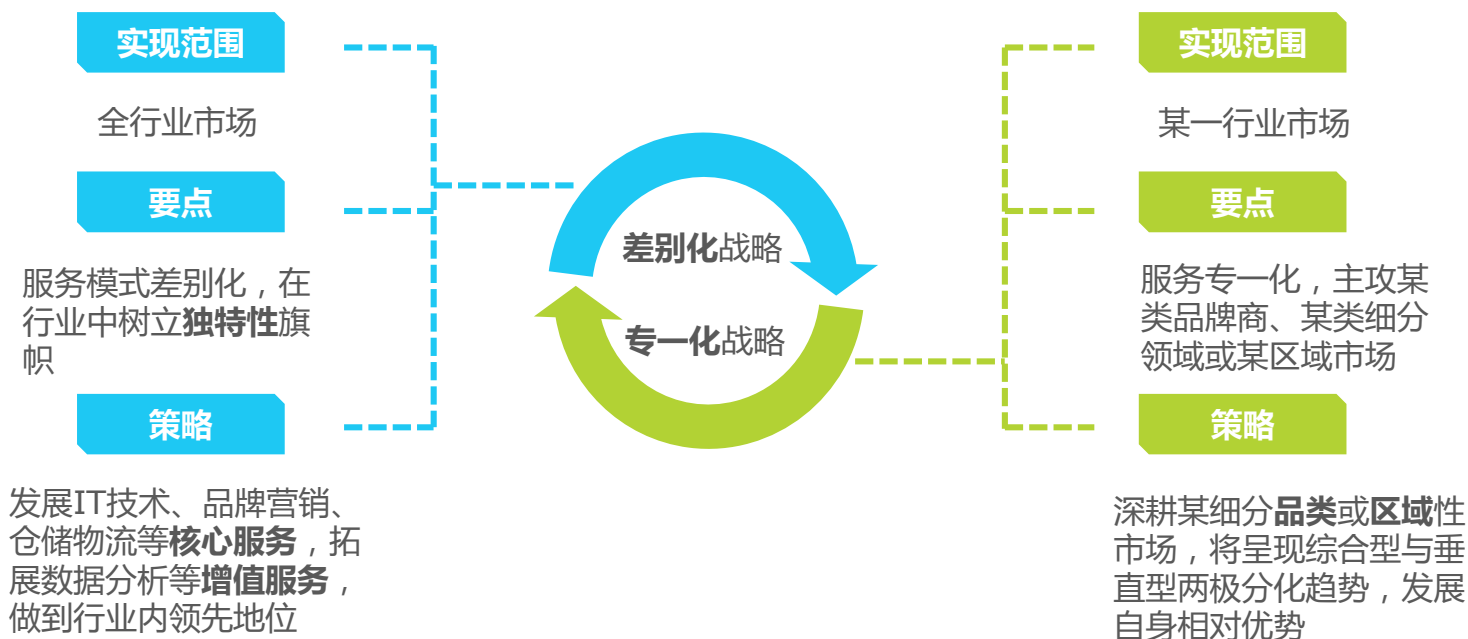 实现范围
全行业市场
要点
服务模式差别化，在
行业中树立独特性旗
帜
策略
发展IT技术、品牌营销、
仓储物流等核心服务，拓
展数据分析等增值服务，
做到行业内领先地位
差别化战略
专一化战略
实现范围
某一行业市场
要点
服务专一化，主攻某
类品牌商、某类细分
领域或某区域市场
策略
深耕某细分品类或区域性
市场，将呈现综合型与垂
直型两极分化趋势，发展
自身相对优势